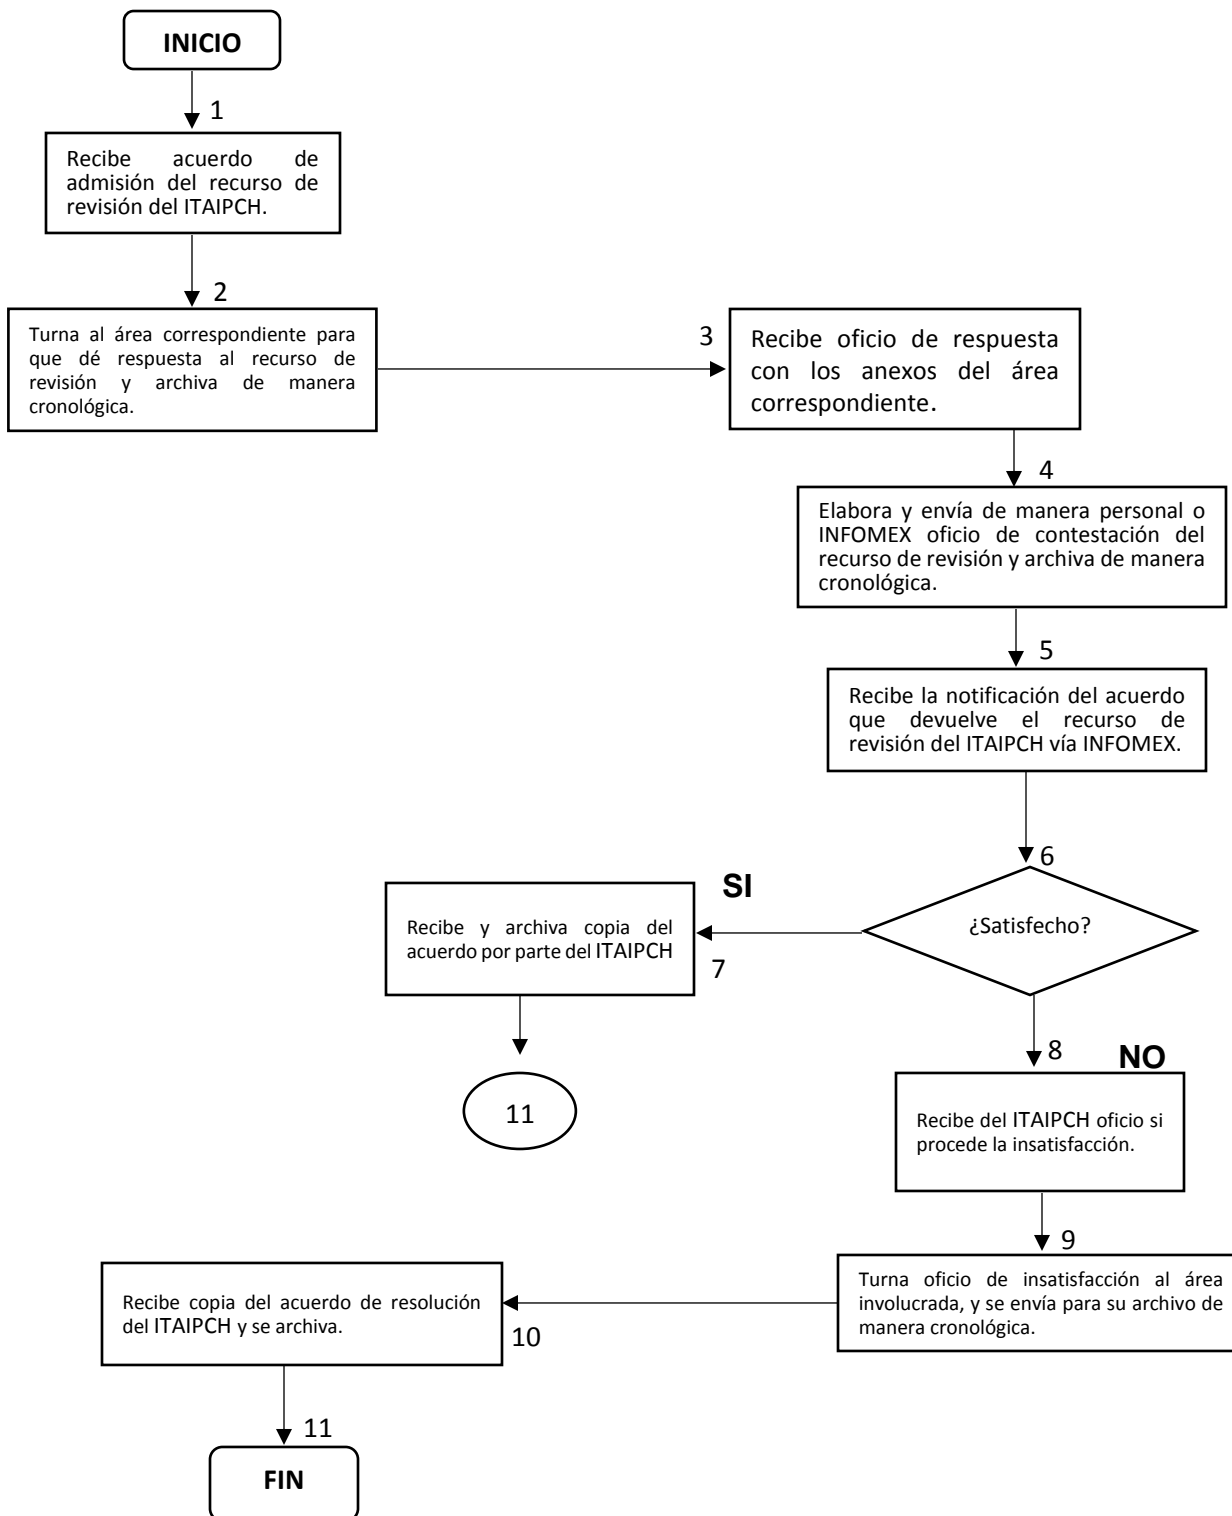 INICIO
1
Recibe acuerdo de
admisión del recurso de
revisión del ITAIPCH.
2
Turna al área correspondiente para
que dé respuesta al recurso de
revisión y archiva de manera
cronológica.
3
Recibe oficio de respuesta
con los anexos del área
correspondiente.
4
Elabora y envía de manera personal o
INFOMEX oficio de contestación del
recurso de revisión y archiva de manera
cronológica.
5
Recibe la notificación del acuerdo
que devuelve el recurso de
revisión del ITAIPCH vía INFOMEX.
6
¿Satisfecho?
SI
7
Recibe y archiva copia del
acuerdo por parte del ITAIPCH
11
8
NO
Recibe del ITAIPCH oficio si
procede la insatisfacción.
9
Turna oficio de insatisfacción al área
involucrada, y se envía para su archivo de
manera cronológica.
10
Recibe copia del acuerdo de resolución
del ITAIPCH y se archiva.
11
FIN